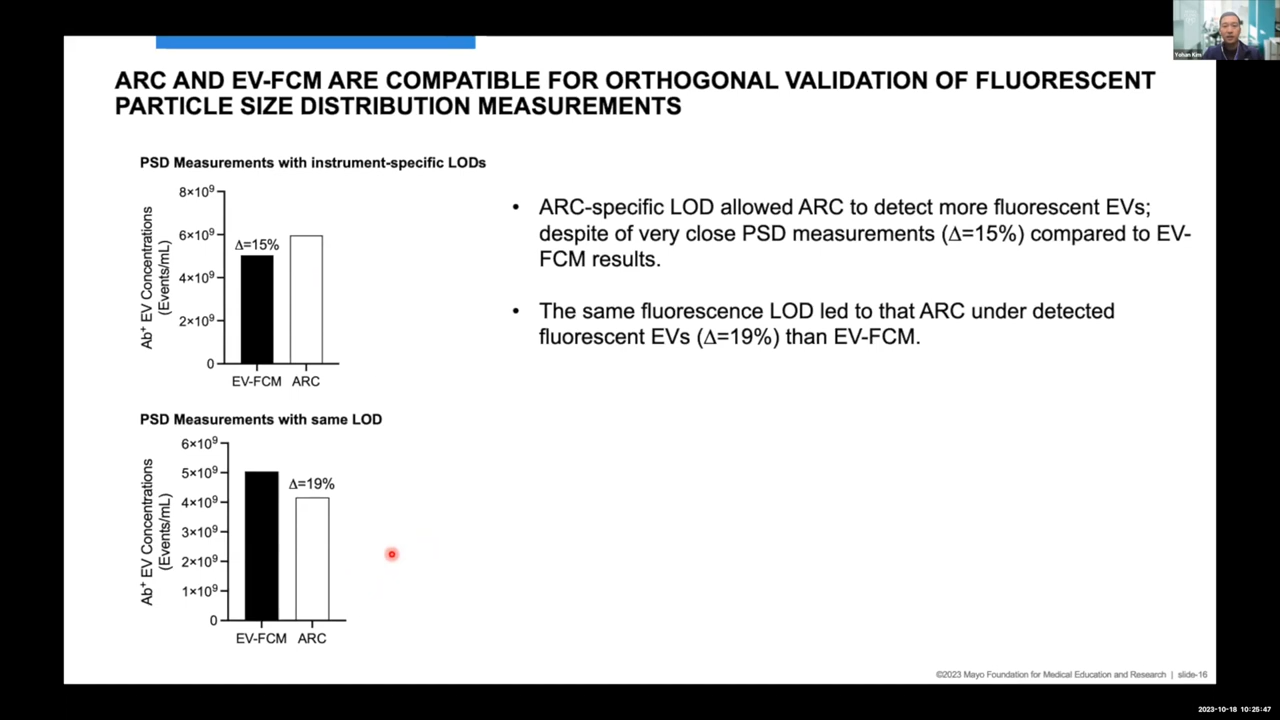 Yohan Kim
ARC AND EV-FCM ARE COMPATIBLE FOR ORTHOGONAL VALIDATION OF FLUORESCENT
PARTICLE SIZE DISTRIBUTION MEASUREMENTS
PSD Measurements with instrument-specific LODs
Ab⁺ EV Concentrations
(Events/mL)
8×10⁹
6×10⁹
4×10⁹
2×10⁹
0
Δ=15%
EV-FCM ARC
• ARC-specific LOD allowed ARC to detect more fluorescent EVs;
despite of very close PSD measurements (Δ=15%) compared to EV-
FCM results.
• The same fluorescence LOD led to that ARC under detected
fluorescent EVs (Δ=19%) than EV-FCM.
PSD Measurements with same LOD
Ab⁺ EV Concentrations
(Events/mL)
6×10⁹
5×10⁹
4×10⁹
3×10⁹
2×10⁹
1×10⁹
0
Δ=19%
EV-FCM ARC
©2023 Mayo Foundation for Medical Education and Research | slide-16
2023-10-18 10:25:47